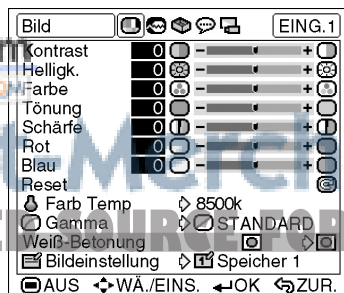 Bild EING.1
Kontrast 0
Helligk. 0
Farbe 0
Tönung 0
Schärfe 0
Rot 0
Blau 0
Reset
Farb Temp 8500k
Gamma STANDARD
Weiß-Betonung
Bildeinstellung Speicher 1
AUS WÄ./EINS. OK ZUR.